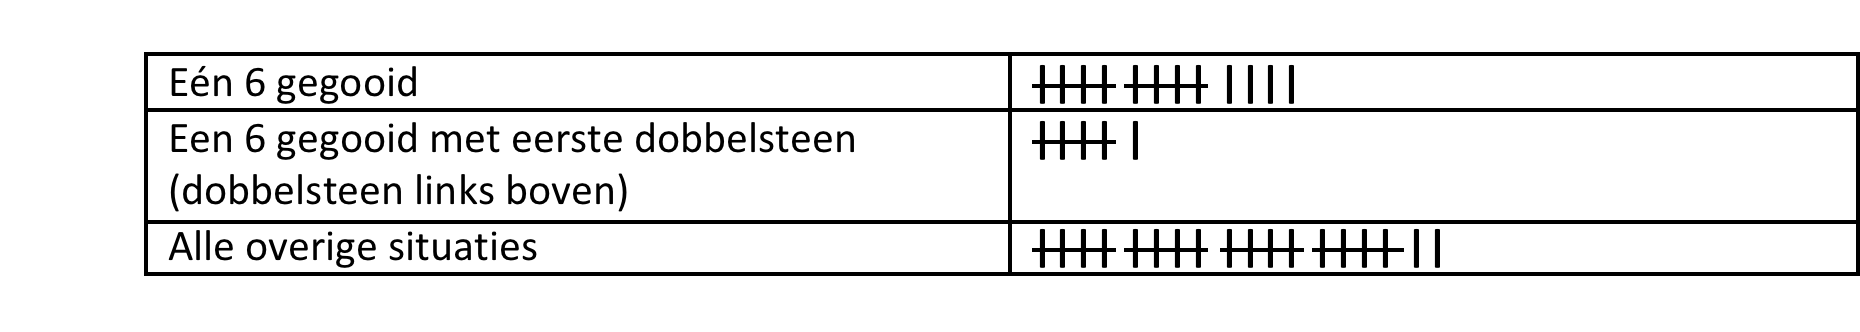 Eén 6 gegooid
Een 6 gegooid met eerste dobbelsteen
(dobbelsteen links boven)
Alle overige situaties